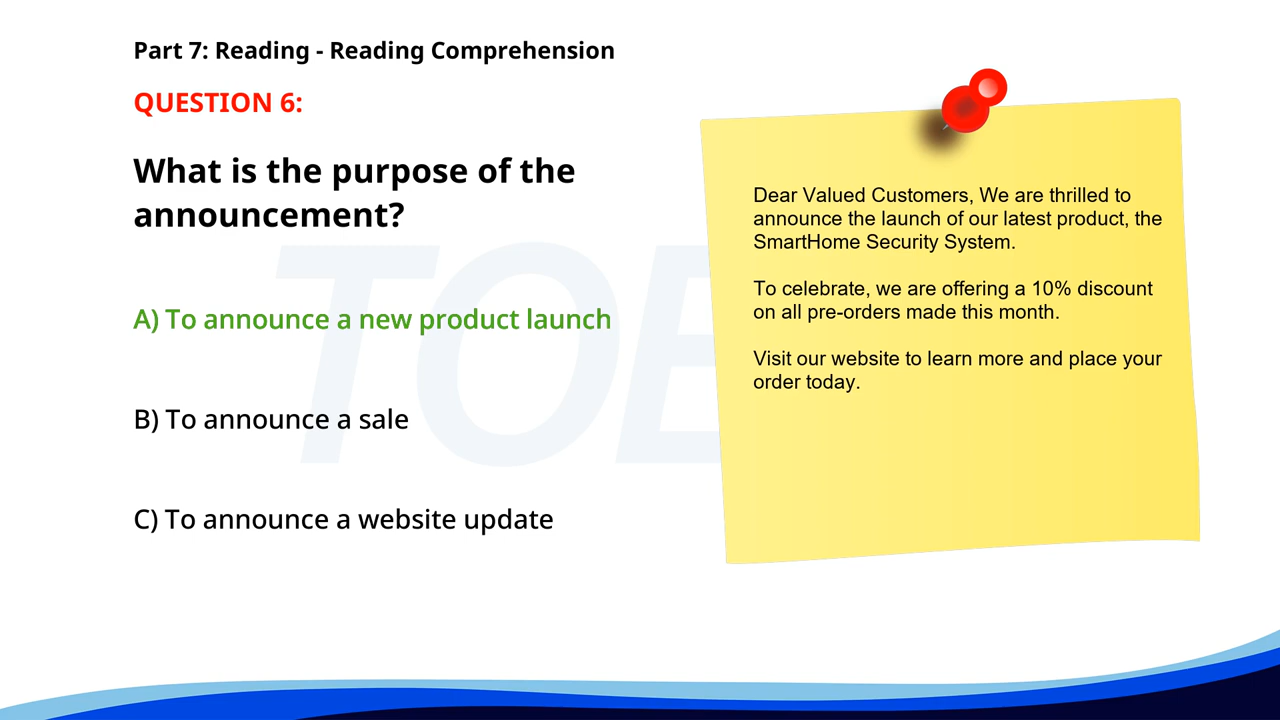 Part 7: Reading - Reading Comprehension
QUESTION 6:
What is the purpose of the
announcement?
A) To announce a new product launch
B) To announce a sale
C) To announce a website update
Dear Valued Customers, We are thrilled to
announce the launch of our latest product, the
SmartHome Security System.
To celebrate, we are offering a 10% discount
on all pre-orders made this month.
Visit our website to learn more and place your
order today.